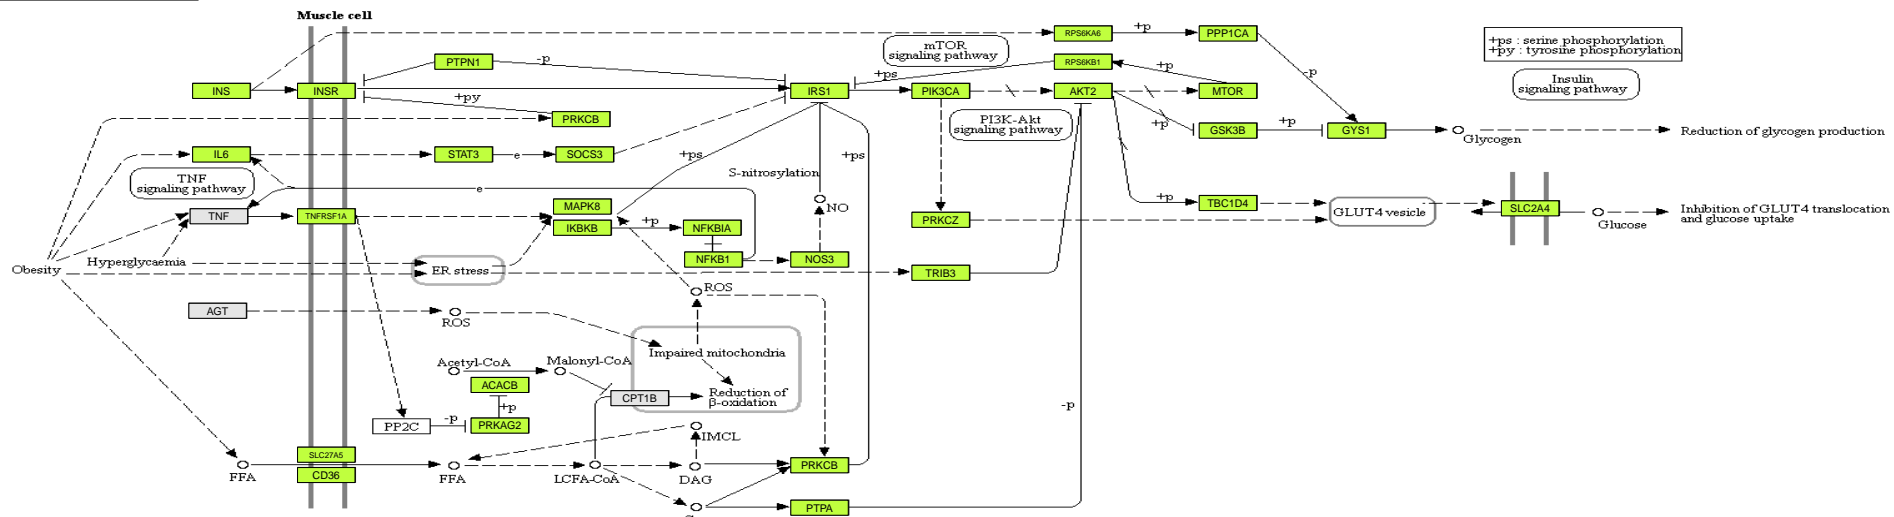 Muscle cell
RPS6KA6
+p
PPP1CA
+ps : serine phosphorylation
+py : tyrosine phosphorylation
mTOR
signaling pathway
PTPN1
-p
RPS6KB1
+ps
+p
-p
Insulin
signaling pathway
INS
INSR
IRS1
PIK3CA
AKT2
MTOR
+py
PRKCB
PI3K-Akt
signaling pathway
+p
GSK3B
+p
GYS1
Glycogen
Reduction of glycogen production
IL6
STAT3
e
SOCS3
+ps
+ps
TNF
signaling pathway
S-nitrosylation
e
TNF
TNFRSF1A
MAPK8
IKBKB
+p
NFKBIA
NO
PRKCZ
+p
TBC1D4
GLUT4 vesicle
SLC2A4
Glucose
Inhibition of GLUT4 translocation
and glucose uptake
Obesity
Hyperglycaemia
ER stress
NFKB1
NOS3
TRIB3
ROS
AGT
ROS
Impaired mitochondria
Acetyl-CoA
Malonyl-CoA
ACACB
CPT1B
Reduction of
β-oxidation
+p
-p
PP2C
-p
PRKAG2
IMCL
SLC27A5
CD36
FFA
FFA
LCFA-CoA
DAG
PRKCB
PTPA